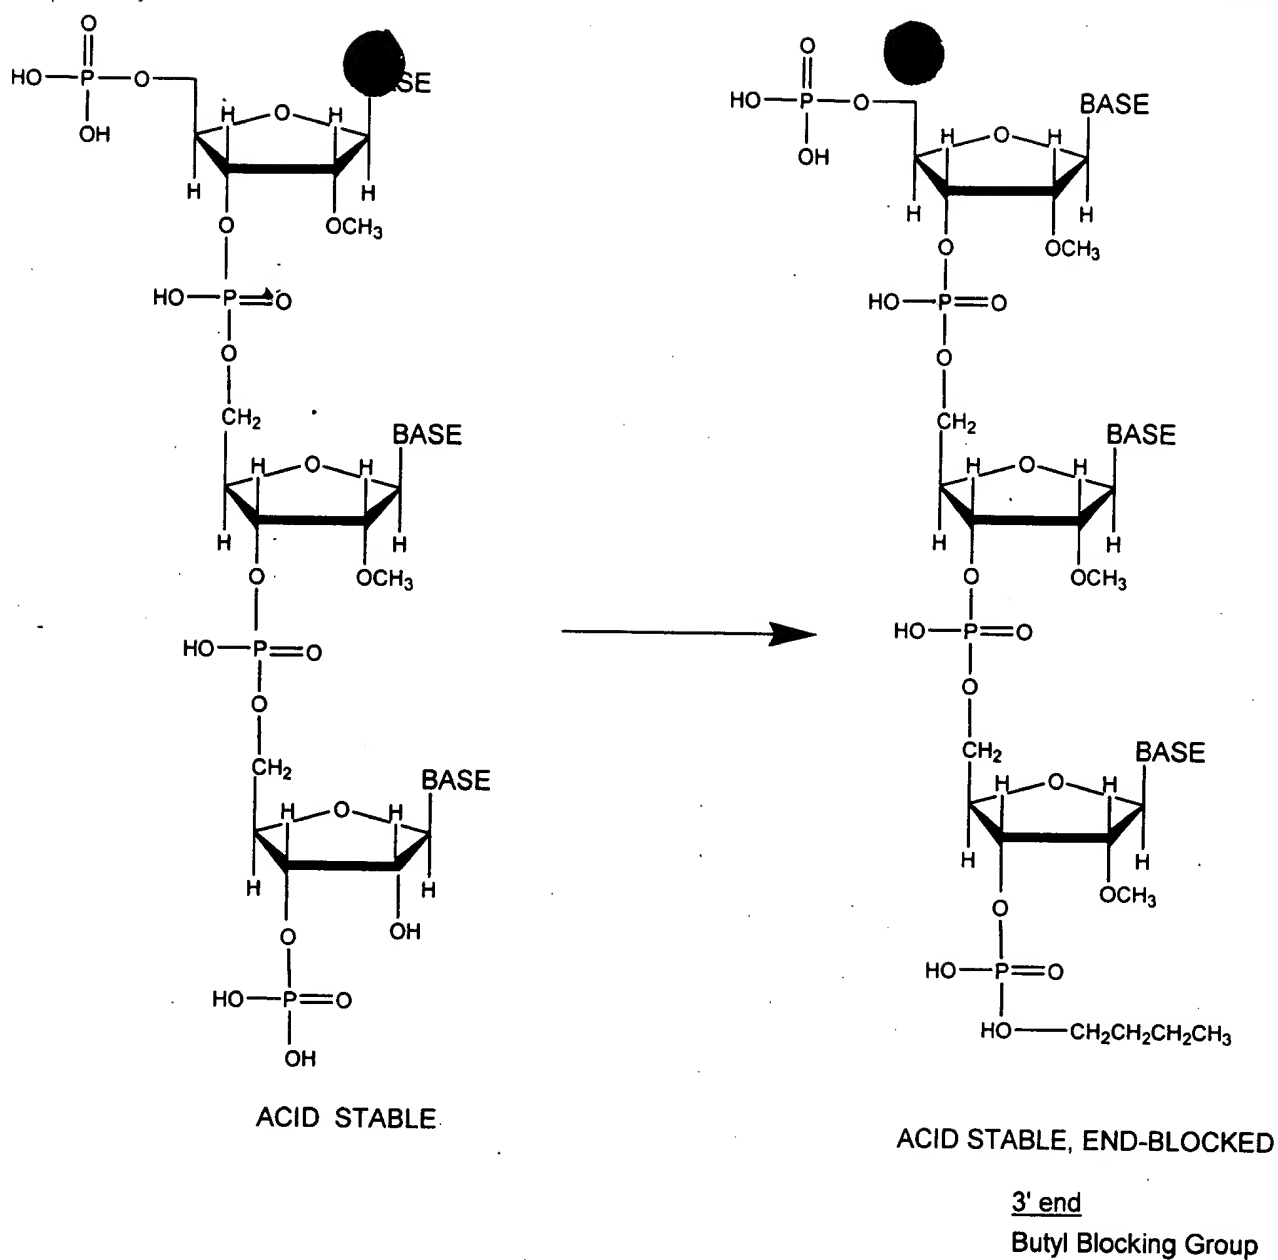 O
HO P O
OH
H O H
H H
O OCH₃
HO P O
O
CH₂
BASE
H O H
H H
O OCH₃
HO P O
O
CH₂
BASE
H O H
H H
O OH
HO P O
OH
ACID STABLE
O
HO P O
OH
BASE
H O H
H H
O OCH₃
HO P O
O
CH₂
BASE
H O H
H H
O OCH₃
HO P O
O
CH₂
BASE
H O H
H H
O OCH₃
HO P O
HO CH₂CH₂CH₂CH₃
ACID STABLE, END-BLOCKED
3' end
Butyl Blocking Group